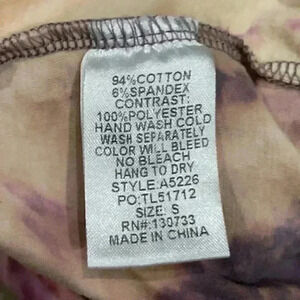 94%COTTON
6%SPANDEX
CONTRAST:
100%POLYESTER
HAND WASH COLD
WASH SEPARATELY
COLOR WILL BLEED
NO BLEACH
HANG TO DRY
STYLE:A5226
PO:TL51712
SIZE: S
RN#:130733
MADE IN CHINA